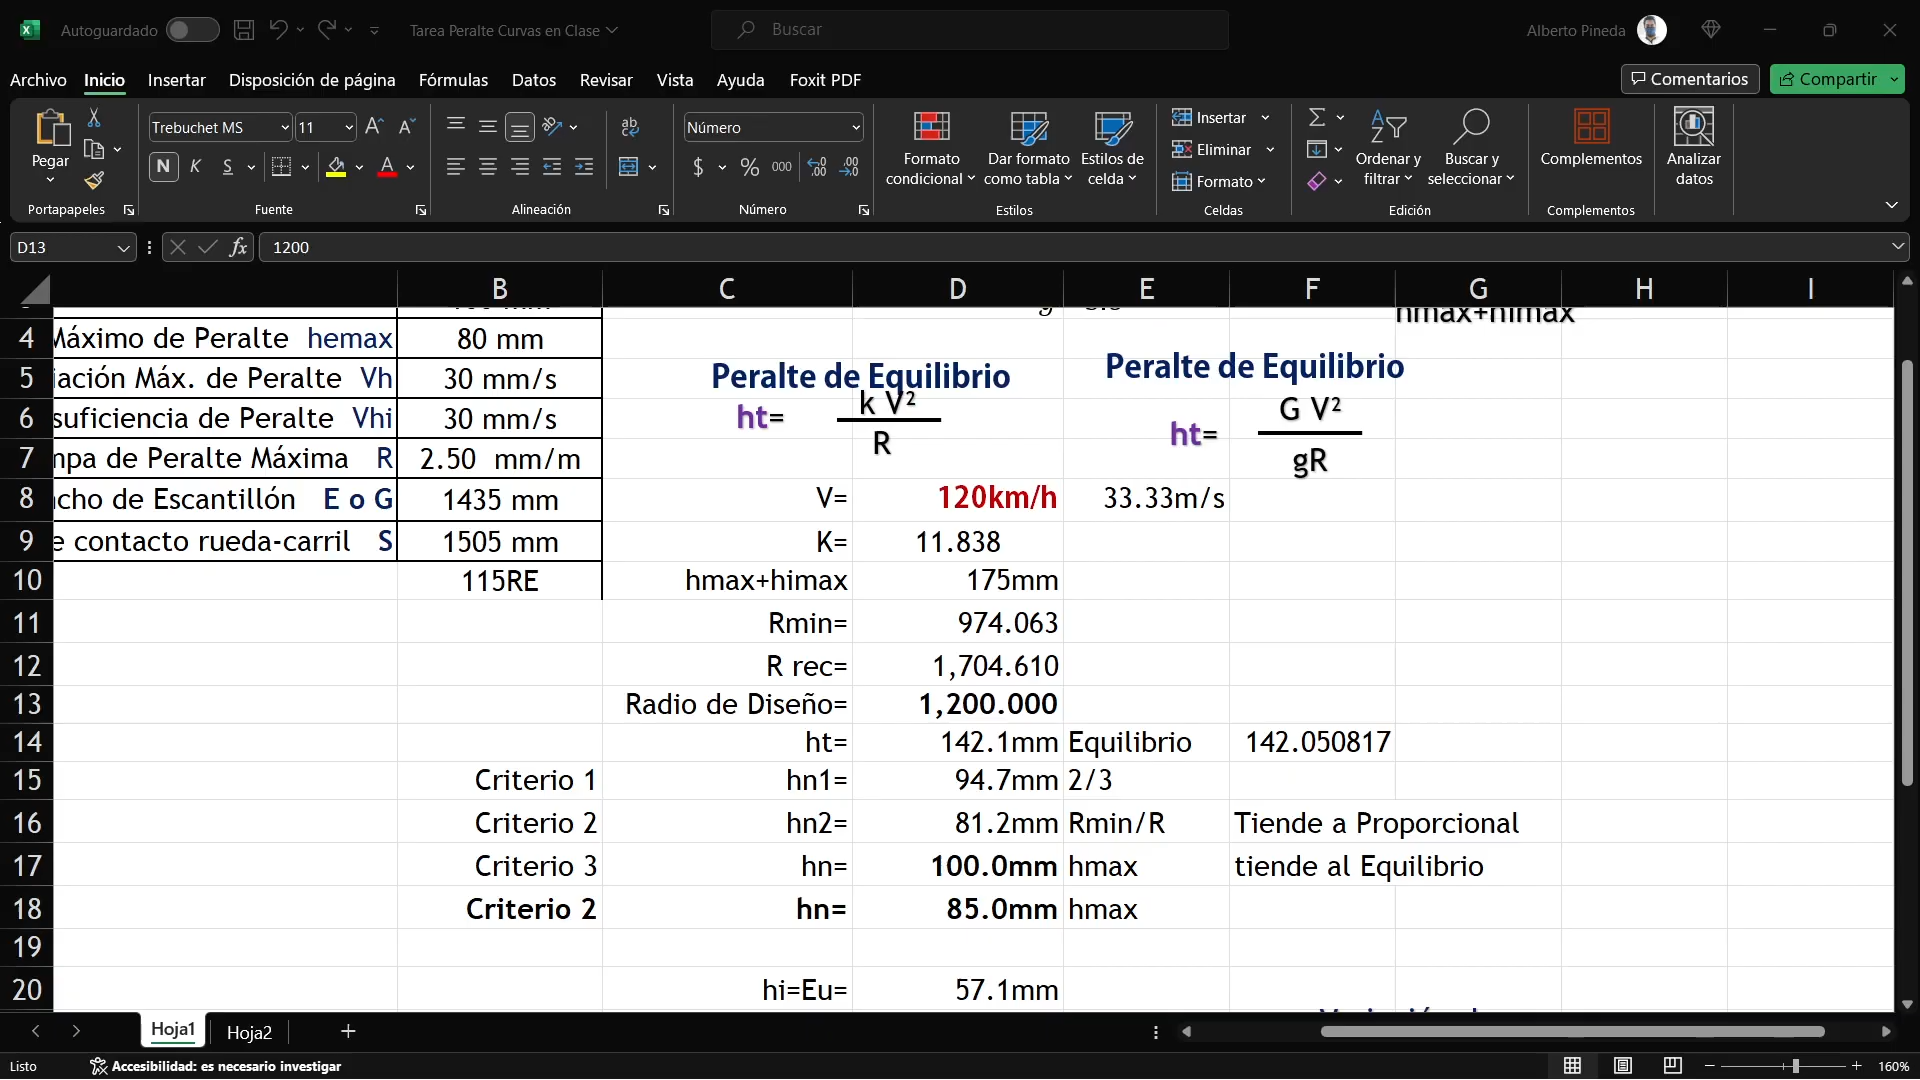 Autoguardado
Tarea Peralte Curvas en Clase
Buscar
Alberto Pineda
Archivo Inicio Insertar Disposición de página Fórmulas Datos Revisar Vista Ayuda Foxit PDF
Comentarios Compartir
Pegar
Portapapeles
Trebuchet MS 11
N K S
Fuente
Alineación
Número
$ % 000
Número
Formato condicional
Dar formato como tabla
Estilos de celda
Estilos
Insertar
Eliminar
Formato
Celdas
Ordenar y filtrar
Buscar y seleccionar
Edición
Complementos
Complementos
Analizar datos
D13 fx 1200
B C D E F G H I
hmax+himax
4 Máximo de Peralte hemax 80 mm
Peralte de Equilibrio Peralte de Equilibrio
5 iación Máx. de Peralte Vh 30 mm/s
ht= k V² / R
ht= G V² / gR
6 suficiencia de Peralte Vhi 30 mm/s
7 mpa de Peralte Máxima R 2.50 mm/m
8 ncho de Escantillón E o G 1435 mm V= 120km/h 33.33m/s
9 e contacto rueda-carril S 1505 mm K= 11.838
10 115RE hmax+himax 175mm
11 Rmin= 974.063
12 R rec= 1,704.610
13 Radio de Diseño= 1,200.000
14 ht= 142.1mm Equilibrio 142.050817
15 Criterio 1 hn1= 94.7mm 2/3
16 Criterio 2 hn2= 81.2mm Rmin/R Tiende a Proporcional
17 Criterio 3 hn= 100.0mm hmax tiende al Equilibrio
18 Criterio 2 hn= 85.0mm hmax
19
20 hi=Eu= 57.1mm
Hoja1 Hoja2
Listo Accesibilidad: es necesario investigar 160%